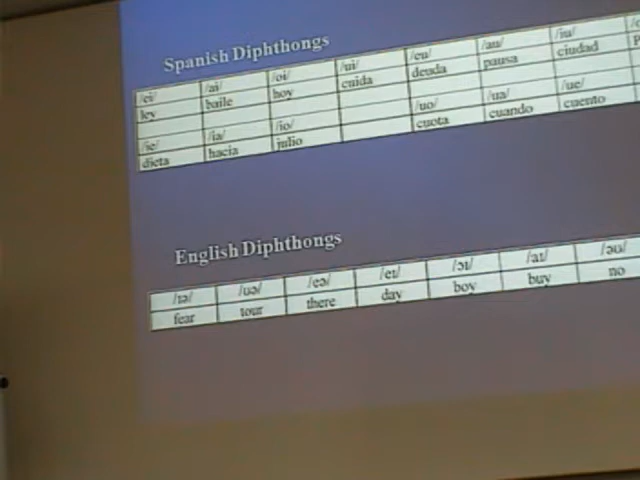 Spanish Diphthongs
/ei/ /ai/ /oi/ /ui/ /eu/ /au/ /iu/
ley baile hoy cuida deuda pausa ciudad
/ie/ /ia/ /io/ /uo/ /ua/ /ue/
dieta hacia julio cuota cuando cuento
English Diphthongs
/ɪə/ /ʊə/ /eə/ /eɪ/ /ɔɪ/ /aɪ/ /əʊ/
fear tour there day boy buy no